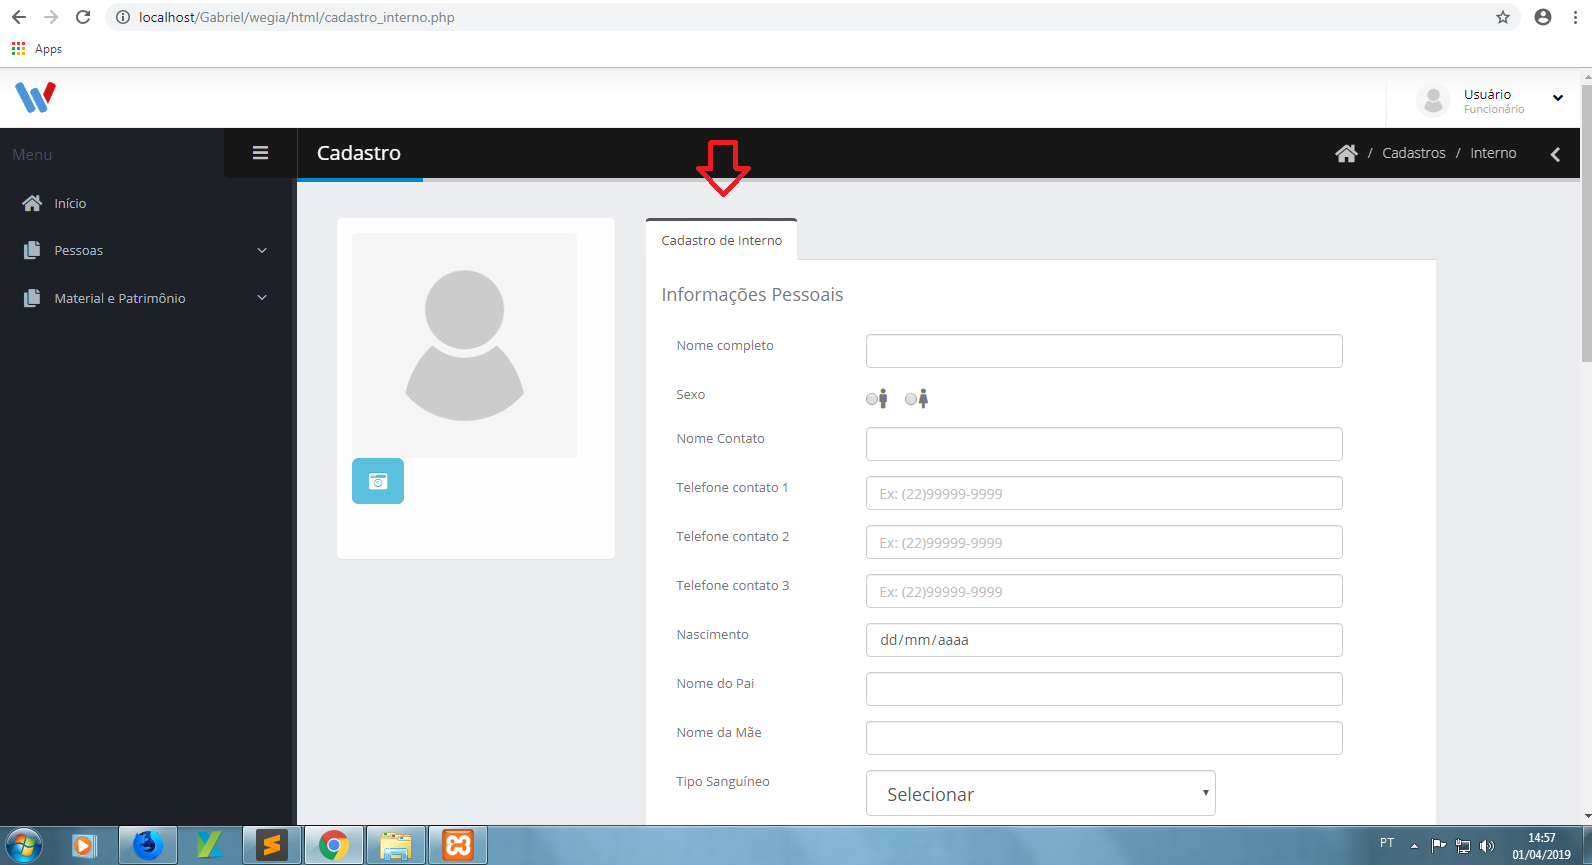 localhost/Gabriel/wegia/html/cadastro_interno.php
Apps
Usuário
Funcionário
Menu
Cadastro
/ Cadastros / Interno
Início
Pessoas
Material e Patrimônio
Cadastro de Interno
Informações Pessoais
Nome completo
Sexo
Nome Contato
Telefone contato 1 Ex: (22)99999-9999
Telefone contato 2 Ex: (22)99999-9999
Telefone contato 3 Ex: (22)99999-9999
Nascimento dd/mm/aaaa
Nome do Pai
Nome da Mãe
Tipo Sanguíneo Selecionar
PT
14:57
01/04/2019